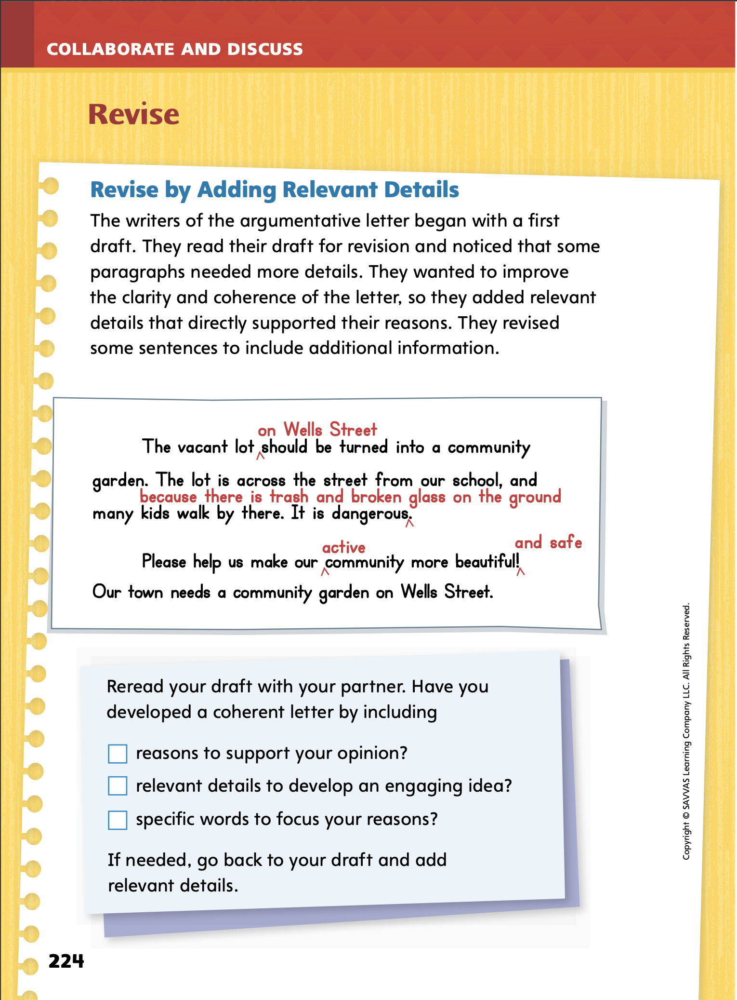 COLLABORATE AND DISCUSS
Revise
Revise by Adding Relevant Details
The writers of the argumentative letter began with a first
draft. They read their draft for revision and noticed that some
paragraphs needed more details. They wanted to improve
the clarity and coherence of the letter, so they added relevant
details that directly supported their reasons. They revised
some sentences to include additional information.
on Wells Street
The vacant lot ^ should be turned into a community
garden. The lot is across the street from our school, and
because there is trash and broken glass on the ground
many kids walk by there. It is dangerous.^
active and safe
Please help us make our ^ community more beautiful!^
Our town needs a community garden on Wells Street.
Reread your draft with your partner. Have you
developed a coherent letter by including
reasons to support your opinion?
relevant details to develop an engaging idea?
specific words to focus your reasons?
If needed, go back to your draft and add
relevant details.
Copyright © SAVVAS Learning Company LLC. All Rights Reserved.
224